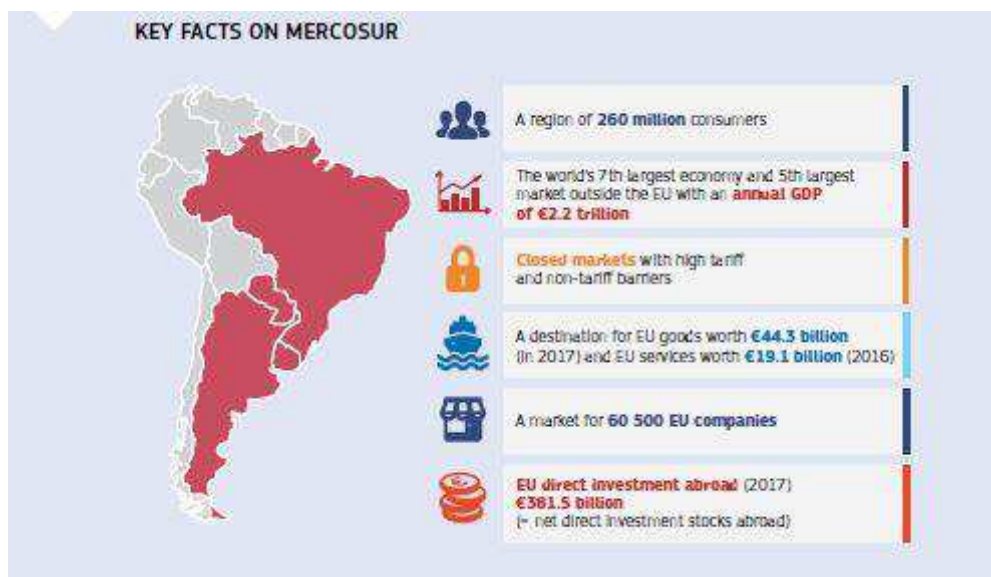 KEY FACTS ON MERCOSUR
A region of 260 million consumers
The world's 7th largest economy and 5th largest
market outside the EU with an annual GDP
of €2.2 trillion
Closed markets with high tariff
and non-tariff barriers
A destination for EU goods worth €44.3 billion
(in 2017) and EU services worth €19.1 billion (2016)
A market for 60 500 EU companies
EU direct investment abroad (2017)
€381.5 billion
(= net direct investment stocks abroad)